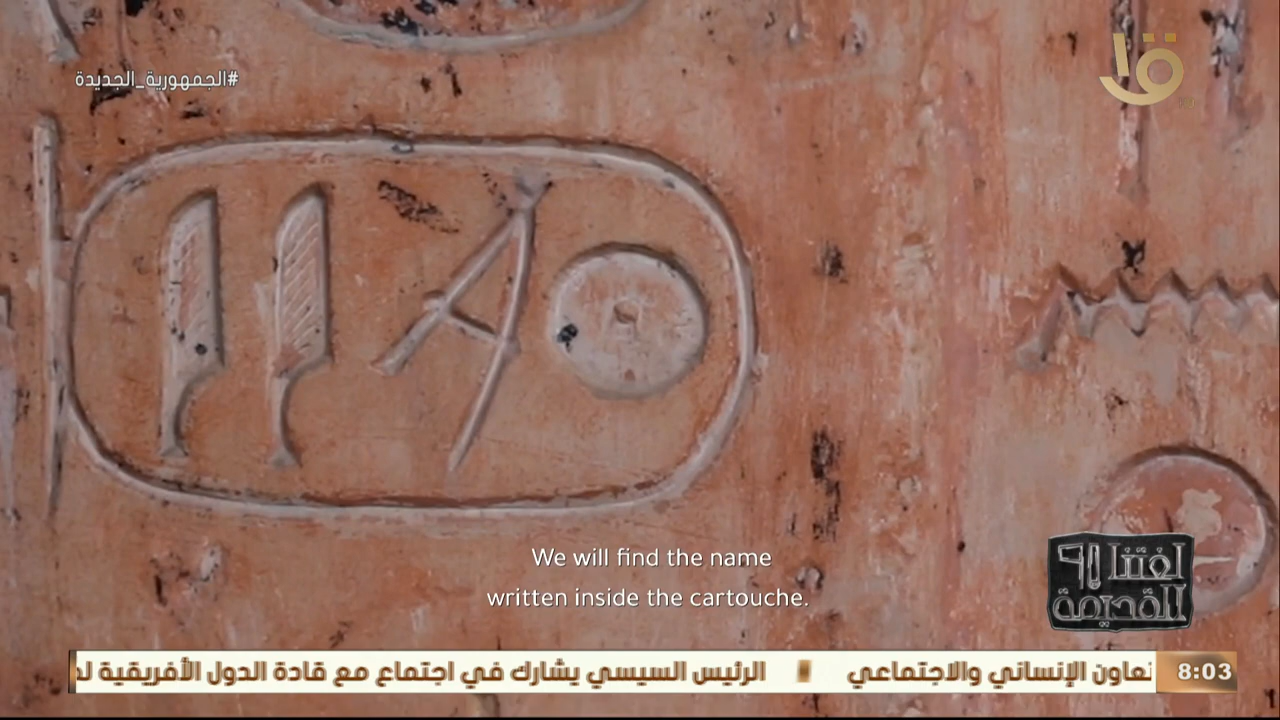 #الجمهورية_الجديدة
We will find the name
written inside the cartouche.
لغتنا
القديمة
تعاون الإنساني والاجتماعي
الرئيس السيسي يشارك في اجتماع مع قادة الدول الأفريقية
8:03